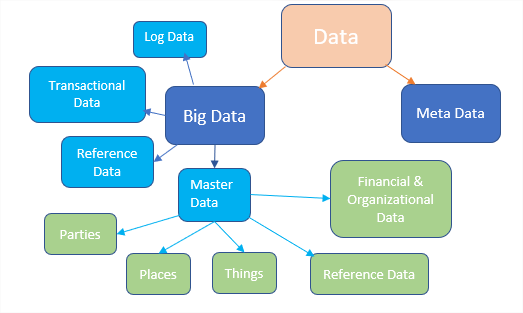 Log Data
Data
Transactional
Data
Big Data
Meta Data
Reference
Data
Master
Data
Financial &
Organizational
Data
Parties
Places
Things
Reference Data